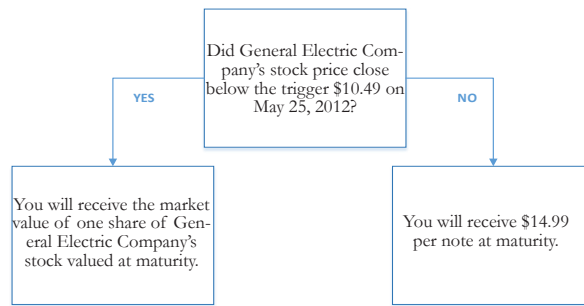 Did General Electric Com-
pany's stock price close
below the trigger $10.49 on
May 25, 2012?
YES
NO
You will receive the market
value of one share of Gen-
eral Electric Company's
stock valued at maturity.
You will receive $14.99
per note at maturity.